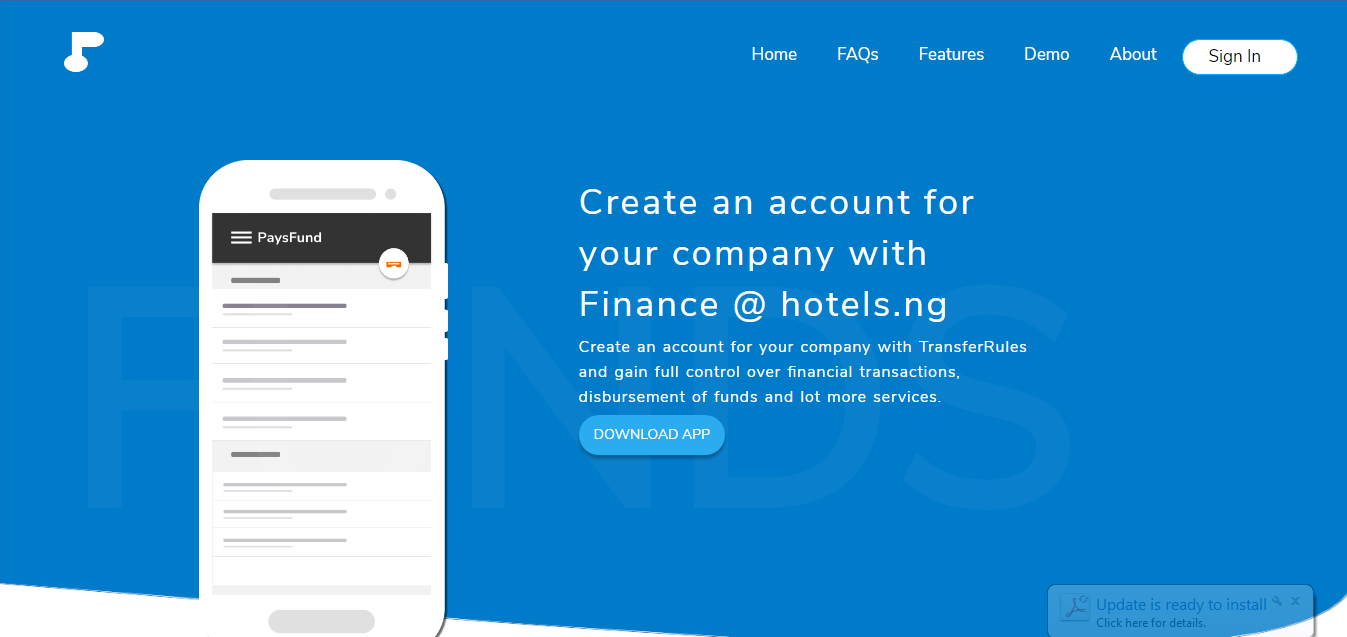 Home FAQs Features Demo About Sign In
PaysFund
Create an account for
your company with
Finance @ hotels.ng
Create an account for your company with TransferRules
and gain full control over financial transactions,
disbursement of funds and lot more services.
DOWNLOAD APP
FUNDS
Update is ready to install
Click here for details.